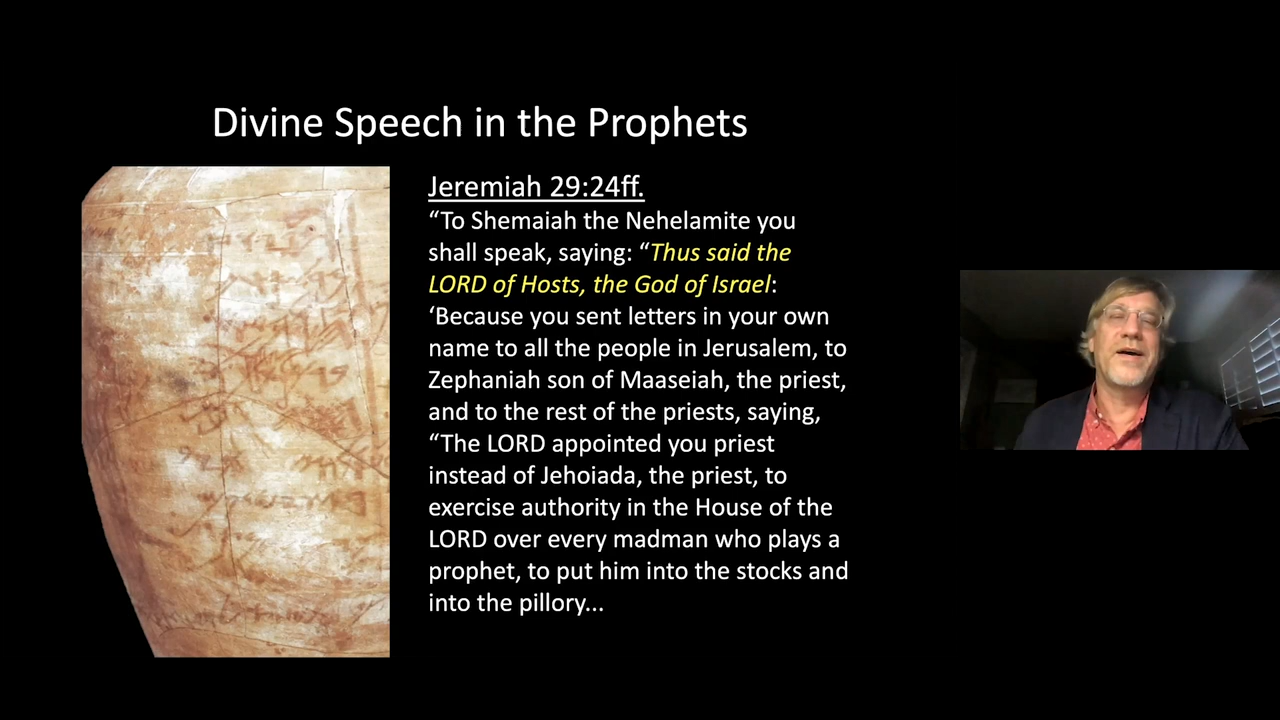 Divine Speech in the Prophets
Jeremiah 29:24ff.
“To Shemaiah the Nehelamite you
shall speak, saying: “Thus said the
LORD of Hosts, the God of Israel:
‘Because you sent letters in your own
name to all the people in Jerusalem, to
Zephaniah son of Maaseiah, the priest,
and to the rest of the priests, saying,
“The LORD appointed you priest
instead of Jehoiada, the priest, to
exercise authority in the House of the
LORD over every madman who plays a
prophet, to put him into the stocks and
into the pillory...